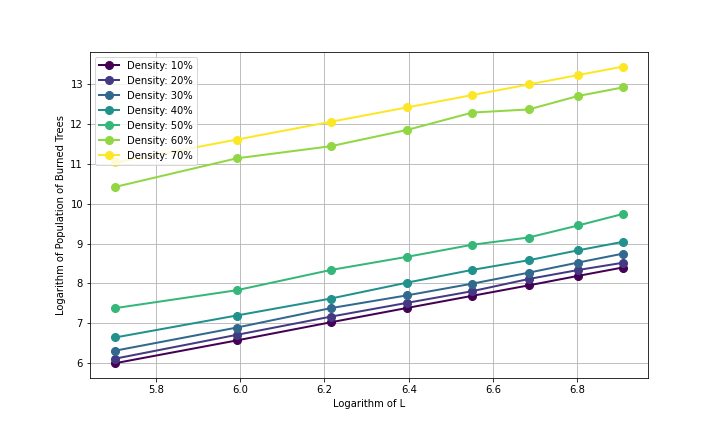 Density: 10%
Density: 20%
Density: 30%
Density: 40%
Density: 50%
Density: 60%
Density: 70%
13
12
11
10
9
8
7
6
Logarithm of Population of Burned Trees
5.8 6.0 6.2 6.4 6.6 6.8
Logarithm of L